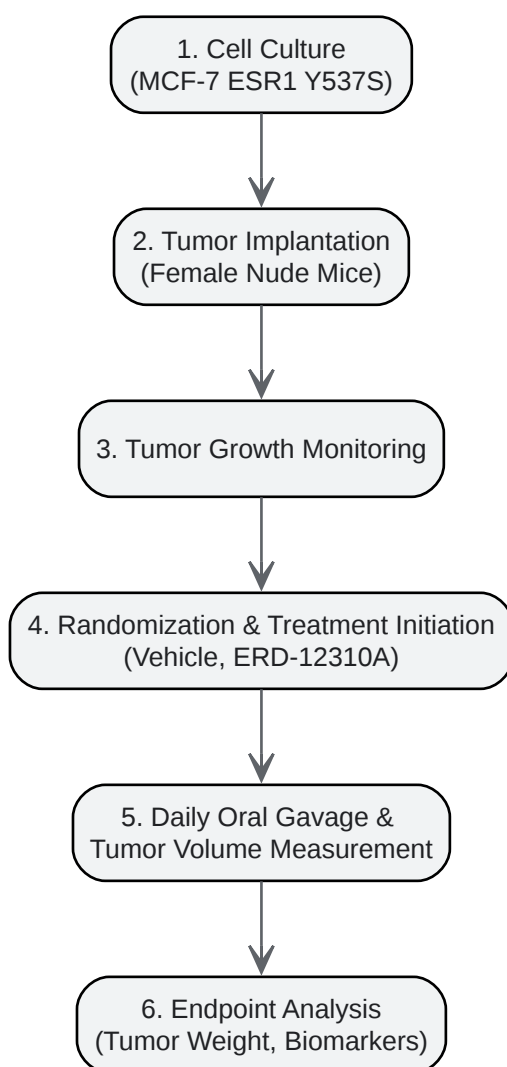 1. Cell Culture
(MCF-7 ESR1 Y537S)
2. Tumor Implantation
(Female Nude Mice)
3. Tumor Growth Monitoring
4. Randomization & Treatment Initiation
(Vehicle, ERD-12310A)
5. Daily Oral Gavage &
Tumor Volume Measurement
6. Endpoint Analysis
(Tumor Weight, Biomarkers)